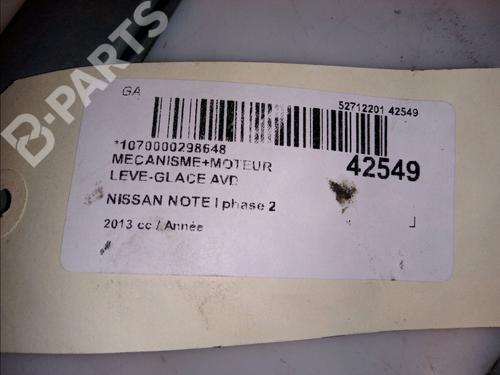 B-PARTS
GA
52712201 42549
*1070000298648
MECANISME+MOTEUR
42549
LEVE-GLACE AVD
NISSAN NOTE I phase 2
2013 cc / Année